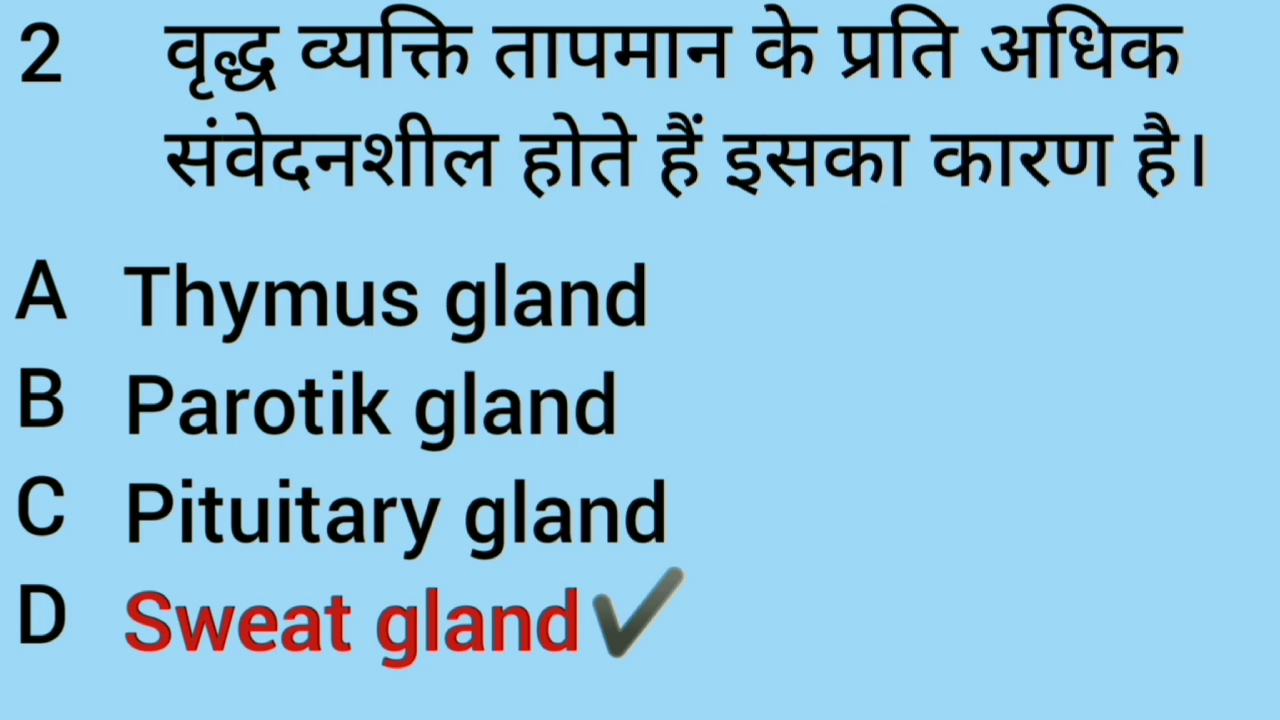 2 वृद्ध व्यक्ति तापमान के प्रति अधिक
संवेदनशील होते हैं इसका कारण है।
A Thymus gland
B Parotik gland
C Pituitary gland
D Sweat gland✔